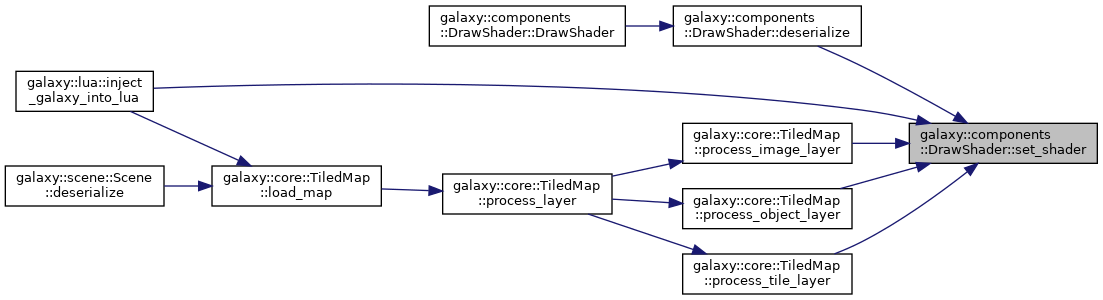 galaxy::components
::DrawShader::DrawShader
galaxy::components
::DrawShader::deserialize
galaxy::lua::inject
_galaxy_into_lua
galaxy::components
::DrawShader::set_shader
galaxy::core::TiledMap
::process_image_layer
galaxy::scene::Scene
::deserialize
galaxy::core::TiledMap
::load_map
galaxy::core::TiledMap
::process_layer
galaxy::core::TiledMap
::process_object_layer
galaxy::core::TiledMap
::process_tile_layer